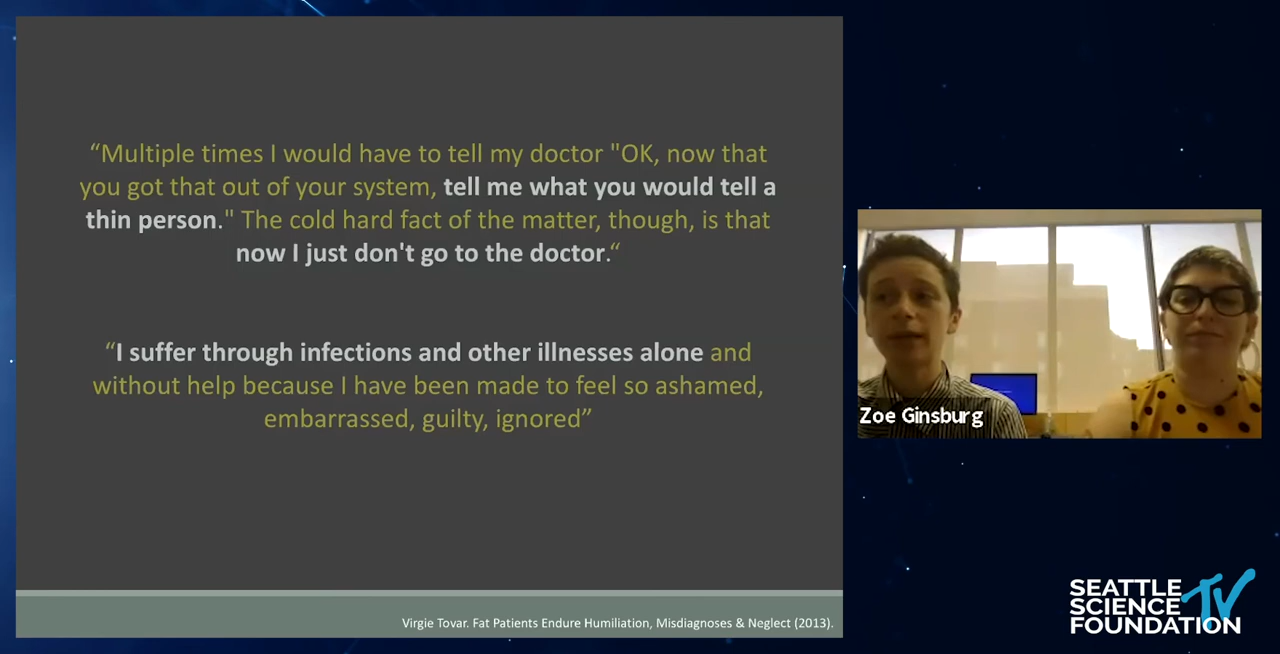 “Multiple times I would have to tell my doctor "OK, now that
you got that out of your system, tell me what you would tell a
thin person." The cold hard fact of the matter, though, is that
now I just don't go to the doctor.“
“I suffer through infections and other illnesses alone and
without help because I have been made to feel so ashamed,
embarrassed, guilty, ignored”
Virgie Tovar. Fat Patients Endure Humiliation, Misdiagnoses & Neglect (2013).
Zoe Ginsburg
SEATTLE
SCIENCE TV
FOUNDATION